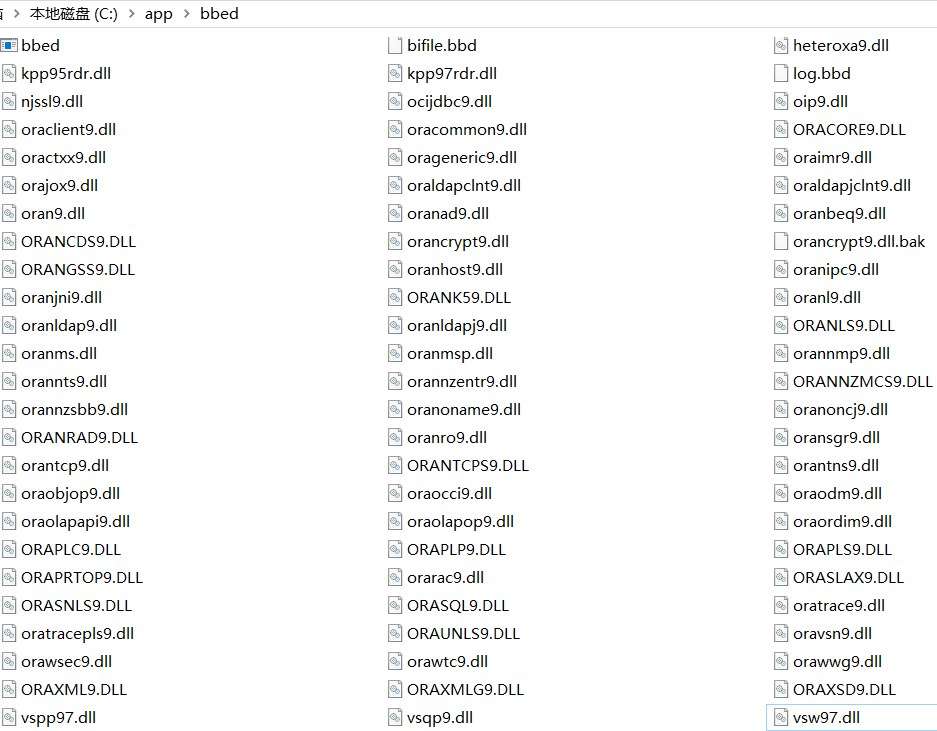 本地磁盘 (C:) > app > bbed
bbed bifile.bbd heteroxa9.dll
kpp95rdr.dll kpp97rdr.dll log.bbd
njssl9.dll ocijdbc9.dll oip9.dll
oraclient9.dll oracommon9.dll ORACORE9.DLL
oractxx9.dll orageneric9.dll oraimr9.dll
orajox9.dll oraldapclnt9.dll oraldapjclnt9.dll
oran9.dll oranad9.dll oranbeq9.dll
ORANCDS9.DLL orancrypt9.dll orancrypt9.dll.bak
ORANGSS9.DLL oranhost9.dll oranipc9.dll
oranjni9.dll ORANK59.DLL oranl9.dll
oranldap9.dll oranldapj9.dll ORANLS9.DLL
oranms.dll oranmsp.dll orannmp9.dll
orannts9.dll orannzentr9.dll ORANNZMCS9.DLL
orannzsbb9.dll oranoname9.dll oranoncj9.dll
ORANRAD9.DLL oranro9.dll oransgr9.dll
orantcp9.dll ORANTCPS9.DLL orantns9.dll
oraobjop9.dll oraocci9.dll oraodm9.dll
oraolapapi9.dll oraolapop9.dll oraordim9.dll
ORAPLC9.DLL ORAPLP9.DLL ORAPLS9.DLL
ORAPRTOP9.DLL orarac9.dll ORASLAX9.DLL
ORASNLS9.DLL ORASQL9.DLL oratrace9.dll
oratracepls9.dll ORAUNLS9.DLL oravsn9.dll
orawsec9.dll orawtc9.dll orawwg9.dll
ORAXML9.DLL ORAXMLG9.DLL ORAXSD9.DLL
vspp97.dll vsqp9.dll vsw97.dll